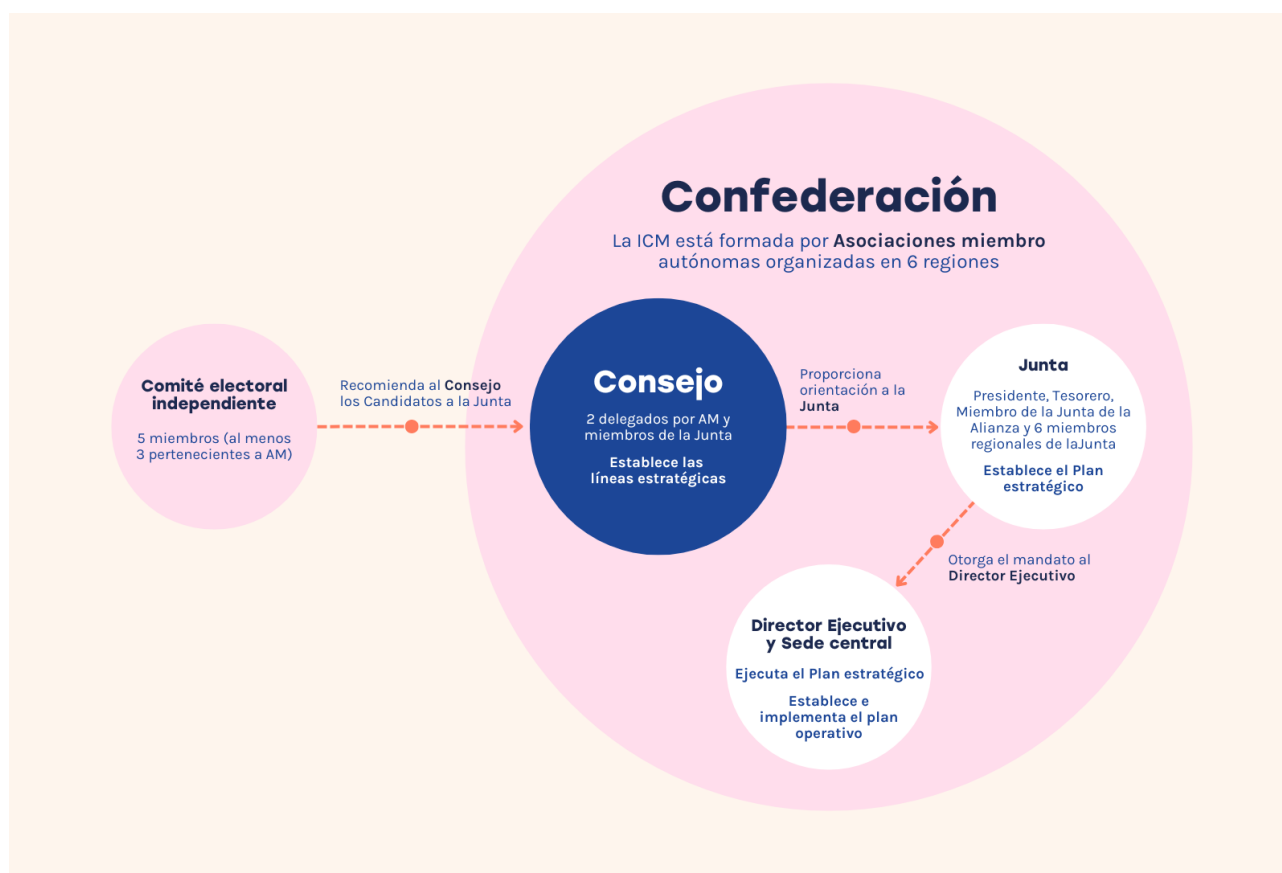 Confederación
La ICM está formada por Asociaciones miembro
autónomas organizadas en 6 regiones
Comité electoral
independiente
5 miembros (al menos
3 pertenecientes a AM)
Recomienda al Consejo
los Candidatos a la Junta
Consejo
2 delegados por AM y
miembros de la Junta
Establece las
líneas estratégicas
Proporciona
orientación a la
Junta
Junta
Presidente, Tesorero,
Miembro de la Junta de la
Alianza y 6 miembros
regionales de laJunta
Establece el Plan
estratégico
Otorga el mandato al
Director Ejecutivo
Director Ejecutivo
y Sede central
Ejecuta el Plan estratégico
Establece e
implementa el plan
operativo